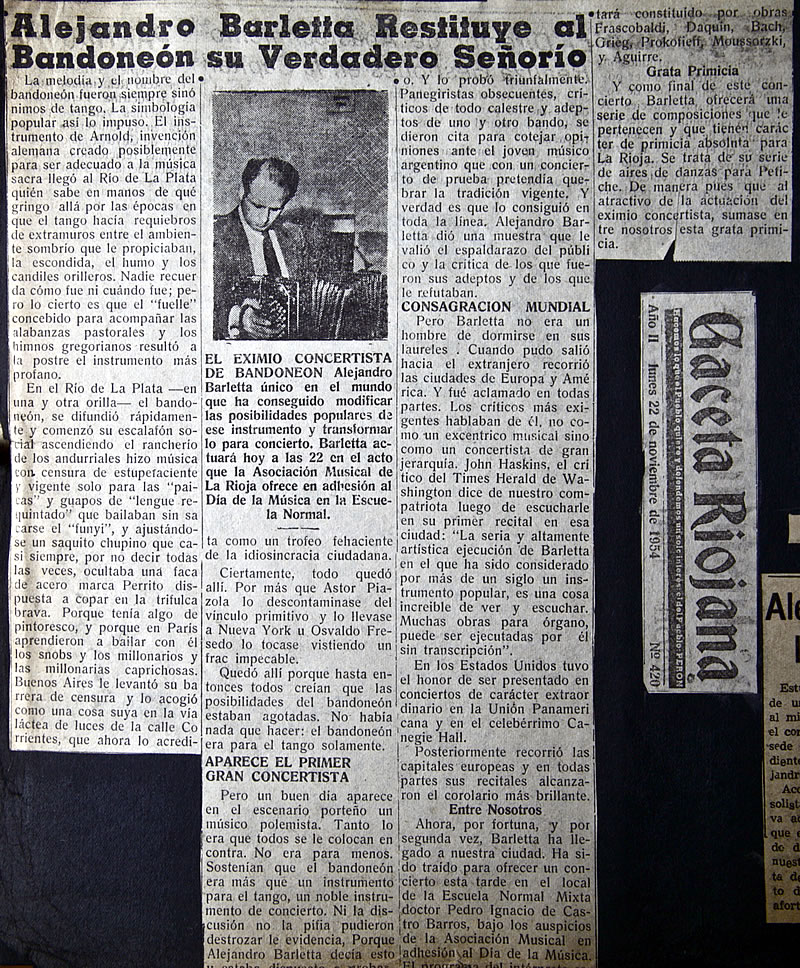 Alejandro Barletta Restituye al
Bandoneón su Verdadero Señorío
La melodía y el nombre del
bandoneón fueron siempre sinó
nimos de tango. La simbología
popular así lo impuso. El ins-
trumento de Arnold, invención
alemana creado posiblemente
para ser adecuado a la música
sacra llegó al Río de La Plata
quién sabe en manos de qué
gringo allá por las épocas en
que el tango hacía requiebros
de extramuros entre el ambien-
te sombrío que le propiciaban,
la escondida, el humo y los
candiles orilleros. Nadie recuer
da cómo fue ni cuándo fue; pe-
ro lo cierto es que el "fuelle"
concebido para acompañar las
alabanzas pastorales y los
himnos gregorianos resultó a
la postre el instrumento más
profano.
En el Río de La Plata —en
una y otra orilla— el bando-
neón, se difundió rápidamen-
te y comenzó su escalafón so-
cial ascendiendo el rancherío
de los andurriales hizo música
con censura de estupefaciente
y vigente solo para las "pai-
cas" y guapos de "lengue re-
quintado" que bailaban sin sa
carse el "funyi", y ajustándo-
se un saquito chupino que ca-
si siempre, por no decir todas
las veces, ocultaba una faca
de acero marca Perrito dis-
puesta a copar en la trifulca
brava. Porque tenía algo de
pintoresco, y porque en París
aprendieron a bailar con él
los snobs y los millonarios y
las millonarias caprichosas.
Buenos Aires le levantó su ba
rrera de censura y lo acogió
como una cosa suya en la vía
láctea de luces de la calle Co
rrientes, que ahora lo acredi-
EL EXIMIO CONCERTISTA
DE BANDONEON Alejandro
Barletta único en el mundo
que ha conseguido modificar
las posibilidades populares de
ese instrumento y transformar
lo para concierto. Barletta ac-
tuará hoy a las 22 en el acto
que la Asociación Musical de
La Rioja ofrece en adhesión al
Día de la Música en la Escue-
la Normal.
ta como un trofeo fehaciente
de la idiosincracia ciudadana.
Ciertamente, todo quedó
allí. Por más que Astor Pia-
zola lo descontaminase del
vínculo primitivo y lo llevase
a Nueva York u Osvaldo Fre-
sedo lo tocase vistiendo un
frac impecable.
Quedó allí porque hasta en-
tonces todos creían que las
posibilidades del bandoneón
estaban agotadas. No había
nada que hacer: el bandoneón
era para el tango solamente.
APARECE EL PRIMER
GRAN CONCERTISTA
Pero un buen día aparece
en el escenario porteño un
músico polemista. Tanto lo
era que todos se le colocan en
contra. No era para menos.
Sostenían que el bandoneón
era más que un instrumento
para el tango, un noble instru-
mento de concierto. Ni la dis-
cusión no la pifia pudieron
destrozar le evidencia, Porque
Alejandro Barletta decía esto
o. Y lo probó triunfalmente.
Panegiristas obsecuentes, crí-
ticos de todo calestre y adep-
tos de uno y otro bando, se
dieron cita para cotejar opi-
niones ante el joven músico
argentino que con un concier-
to de prueba pretendía que-
brar la tradición vigente. Y
verdad es que lo consiguió en
toda la línea. Alejandro Bar-
letta dió una muestra que le
valió el espaldarazo del públi
co y la crítica de los que fue-
ron sus adeptos y de los que
le refutaban.
CONSAGRACION MUNDIAL
Pero Barletta no era un
hombre de dormirse en sus
laureles . Cuando pudo salió
hacia el extranjero recorrió
las ciudades de Europa y Amé
rica. Y fué aclamado en todas
partes. Los críticos más exi-
gentes hablaban de él, no co-
mo un excéntrico musical sino
como un concertista de gran
jerarquía. John Haskins, el crí
tico del Times Herald de Wa-
shington dice de nuestro com-
patriota luego de escucharle
en su primer recital en esa
ciudad: "La seria y altamente
artística ejecución de Barletta
en el que ha sido considerado
por más de un siglo un ins-
trumento popular, es una cosa
increible de ver y escuchar.
Muchas obras para órgano,
puede ser ejecutadas por él
sin transcripción".
En los Estados Unidos tuvo
el honor de ser presentado en
conciertos de carácter extraor
dinario en la Unión Panameri
cana y en el celebérrimo Ca-
negie Hall.
Posteriormente recorrió las
capitales europeas y en todas
partes sus recitales alcanza-
ron el corolario más brillante.
Entre Nosotros
Ahora, por fortuna, y por
segunda vez, Barletta ha lle-
gado a nuestra ciudad. Ha si-
do traído para ofrecer un con-
cierto esta tarde en el local
de la Escuela Normal Mixta
doctor Pedro Ignacio de Cas-
tro Barros, bajo los auspicios
de la Asociación Musical en
adhesión al Día de la Música.
El programa del
tará constituído por obras
Frascobaldi, Daquin, Bach,
Grieg, Prokofieff, Moussorzki,
y Aguirre.
Grata Primicia
Y como final de este con-
cierto Barletta, ofrecerá una
serie de composiciones que le
pertenecen y que tienen carác
ter de primicia absoluta para
La Rioja. Se trata de su serie
de aires de danzas para Peti-
che. De manera pues que al
atractivo de la actuación del
eximio concertista, sumase en
tre nosotros esta grata primi-
cia.
Gaceta Riojana
Año II lunes 22 de noviembre de 1954 Nº 420